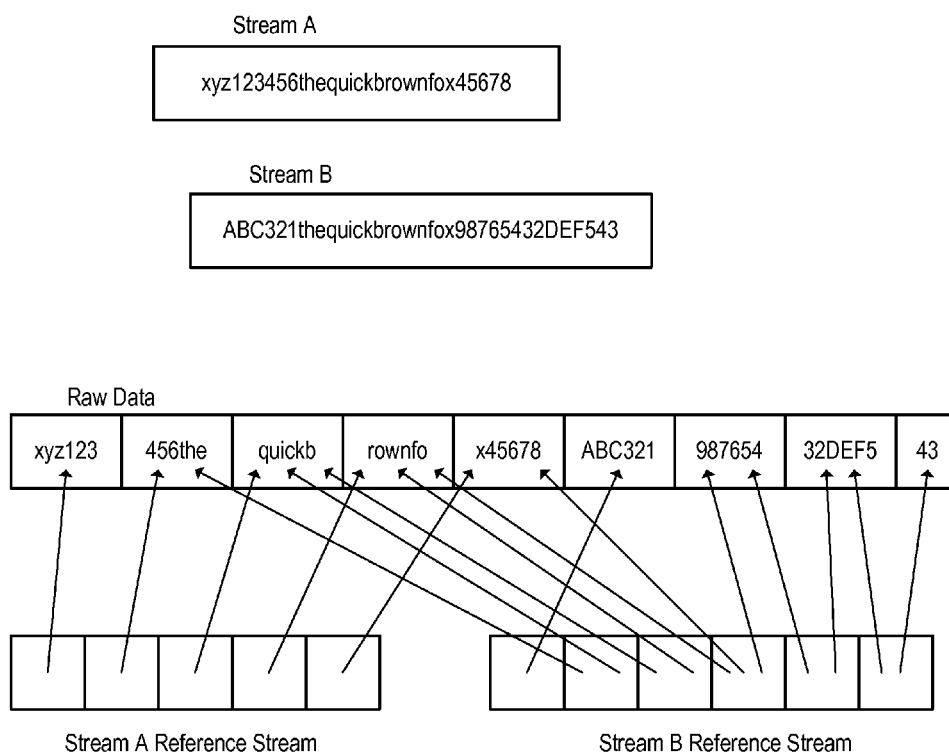 Stream A
xyz123456thequickbrownfox45678
Stream B
ABC321thequickbrownfox98765432DEF543
Raw Data
xyz123 456the quickb rownfo x45678 ABC321 987654 32DEF5 43
Stream A Reference Stream Stream B Reference Stream